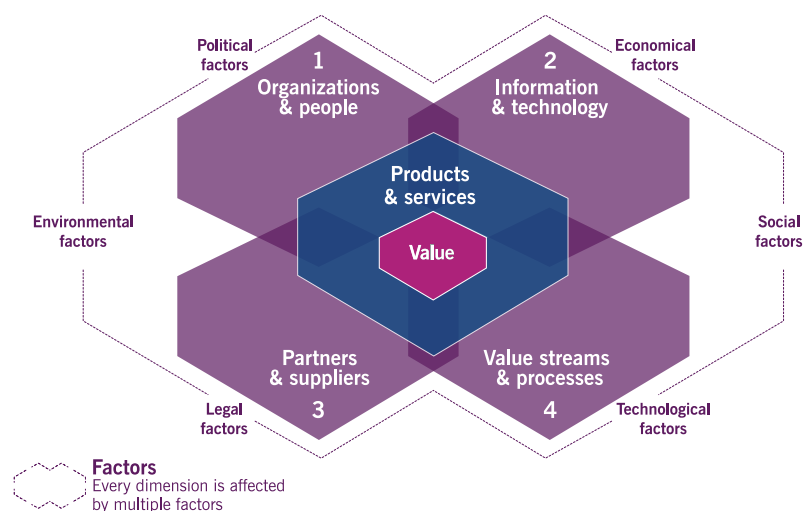 Political
factors
1
Organizations
& people
2
Information
& technology
Economical
factors
Products
& services
Environmental
factors
Value
Social
factors
Partners
& suppliers
3
Value streams
& processes
4
Legal
factors
Technological
factors
Factors
Every dimension is affected
by multiple factors